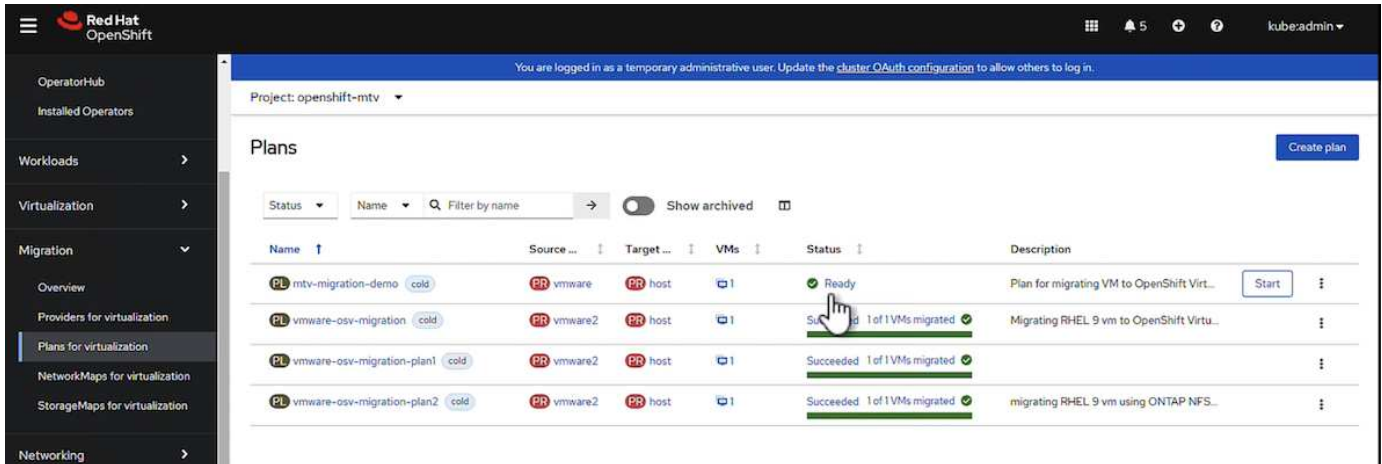 Red Hat
OpenShift
5
kube:admin
You are logged in as a temporary administrative user. Update the cluster OAuth configuration to allow others to log in.
OperatorHub
Installed Operators
Workloads
Virtualization
Migration
Overview
Providers for virtualization
Plans for virtualization
NetworkMaps for virtualization
StorageMaps for virtualization
Networking
Project: openshift-mtv
Plans
Create plan
Status Name Filter by name Show archived
Name Source ... Target ... VMs Status Description
PL mtv-migration-demo cold PR vmware PR host 1 Ready Plan for migrating VM to OpenShift Virt... Start
PL vmware-osv-migration cold PR vmware2 PR host 1 1 of 1 VMs migrated Migrating RHEL 9 vm to OpenShift Virtu...
PL vmware-osv-migration-plan1 cold PR vmware2 PR host 1 Succeeded 1 of 1 VMs migrated
PL vmware-osv-migration-plan2 cold PR vmware2 PR host 1 Succeeded 1 of 1 VMs migrated migrating RHEL 9 vm using ONTAP NFS...